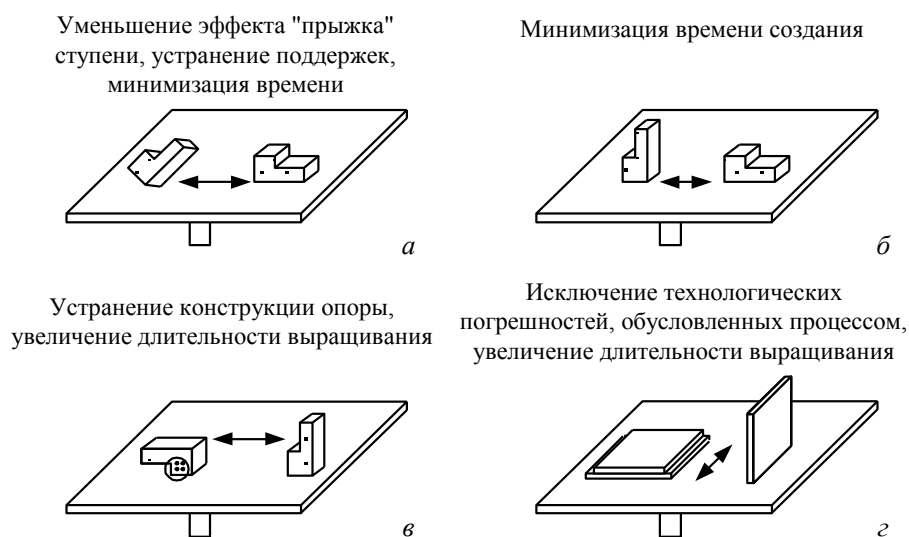 Уменьшение эффекта "прыжка"
ступени, устранение поддержек,
минимизация времени
Минимизация времени создания
а
б
Устранение конструкции опоры,
увеличение длительности выращивания
Исключение технологических
погрешностей, обусловленных процессом,
увеличение длительности выращивания
в
г